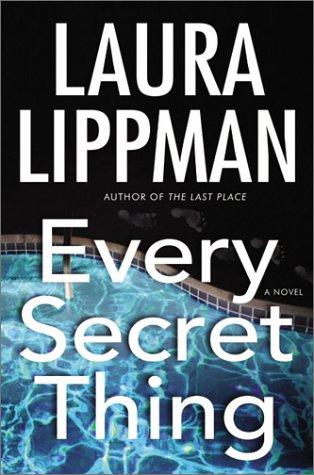 LAURA
LIPPMAN
AUTHOR OF THE LAST PLACE
Every
A NOVEL
Secret
Thing